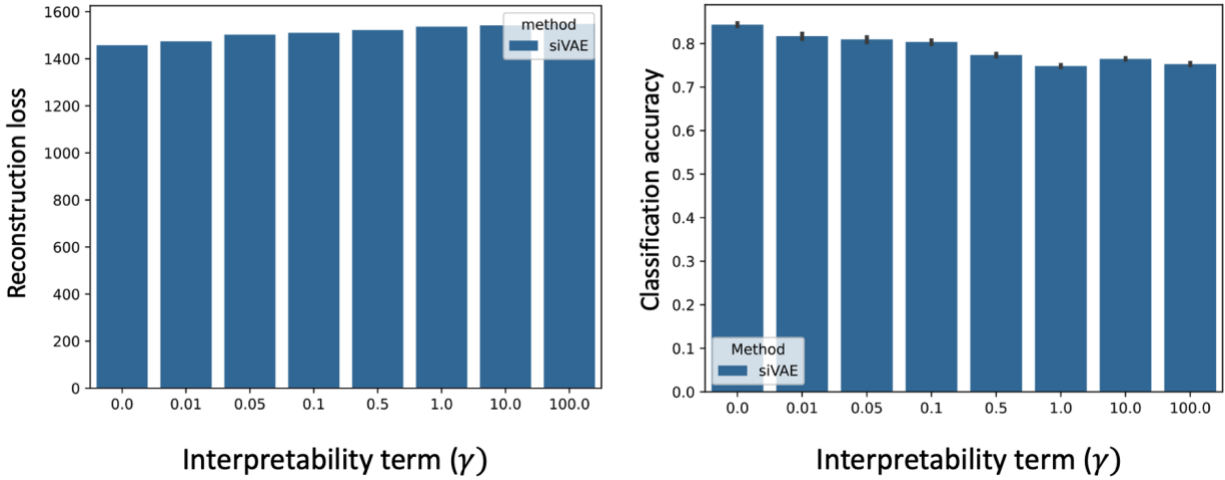 Reconstruction loss
1600
1400
1200
1000
800
600
400
200
0
method
siVAE
0.0 0.01 0.05 0.1 0.5 1.0 10.0 100.0
Interpretability term (γ)
Classification accuracy
0.8
0.7
0.6
0.5
0.4
0.3
0.2
0.1
0.0
Method
siVAE
0.0 0.01 0.05 0.1 0.5 1.0 10.0 100.0
Interpretability term (γ)